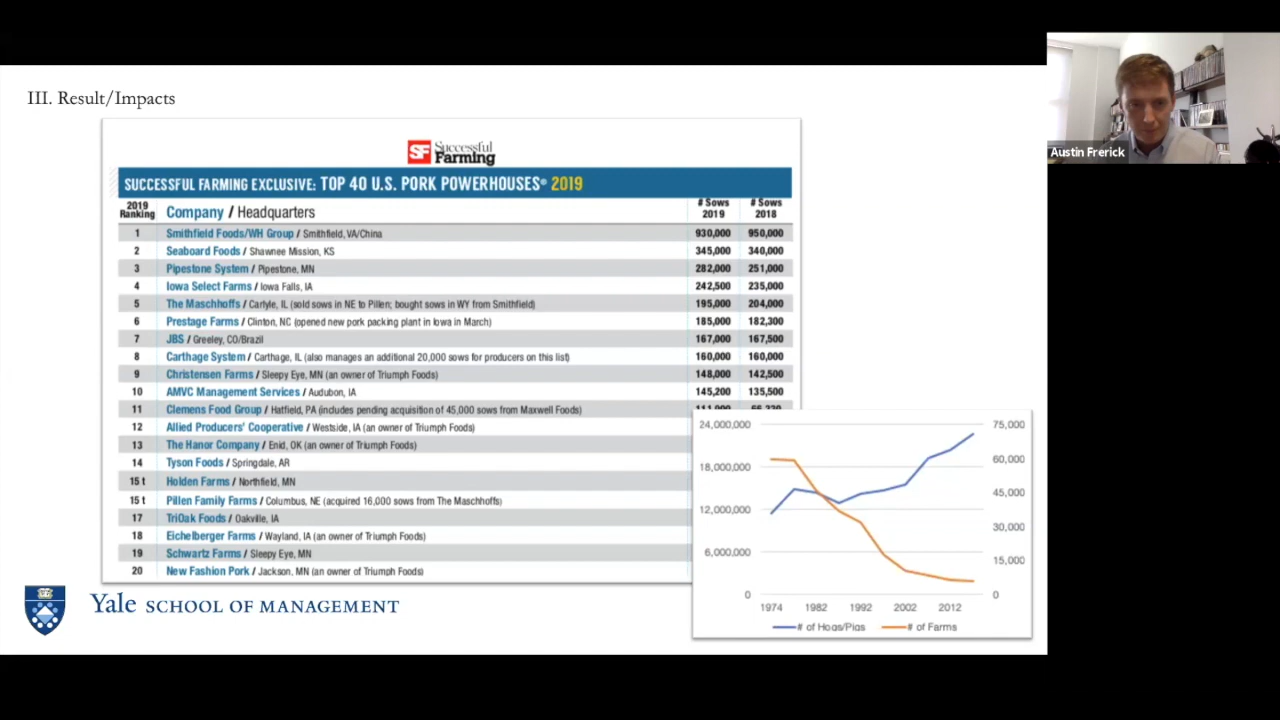 III. Result/Impacts
Austin Frerick
SF Successful Farming
SUCCESSFUL FARMING EXCLUSIVE: TOP 40 U.S. PORK POWERHOUSES® 2019
2019 Ranking Company / Headquarters # Sows 2019 # Sows 2018
1 Smithfield Foods/WH Group / Smithfield, VA/China 930,000 950,000
2 Seaboard Foods / Shawnee Mission, KS 345,000 340,000
3 Pipestone System / Pipestone, MN 282,000 251,000
4 Iowa Select Farms / Iowa Falls, IA 242,500 235,000
5 The Maschhoffs / Carlyle, IL (sold sows in NE to Pillen; bought sows in WY from Smithfield) 195,000 204,000
6 Prestage Farms / Clinton, NC (opened new pork packing plant in Iowa in March) 185,000 182,300
7 JBS / Greeley, CO/Brazil 167,000 167,500
8 Carthage System / Carthage, IL (also manages an additional 20,000 sows for producers on this list) 160,000 160,000
9 Christensen Farms / Sleepy Eye, MN (an owner of Triumph Foods) 148,000 142,500
10 AMVC Management Services / Audubon, IA 145,200 135,500
11 Clemens Food Group / Hatfield, PA (includes pending acquisition of 45,000 sows from Maxwell Foods)
12 Allied Producers' Cooperative / Westside, IA (an owner of Triumph Foods)
13 The Hanor Company / Enid, OK (an owner of Triumph Foods)
14 Tyson Foods / Springdale, AR
15 t Holden Farms / Northfield, MN
15 t Pillen Family Farms / Columbus, NE (acquired 16,000 sows from The Maschhoffs)
17 TriOak Foods / Oakville, IA
18 Eichelberger Farms / Wayland, IA (an owner of Triumph Foods)
19 Schwartz Farms / Sleepy Eye, MN
20 New Fashion Pork / Jackson, MN (an owner of Triumph Foods)
24,000,000 75,000
18,000,000 60,000
12,000,000 45,000
30,000
6,000,000 15,000
0 0
1974 1982 1992 2002 2012
# of Hogs/Pigs # of Farms
Yale SCHOOL OF MANAGEMENT